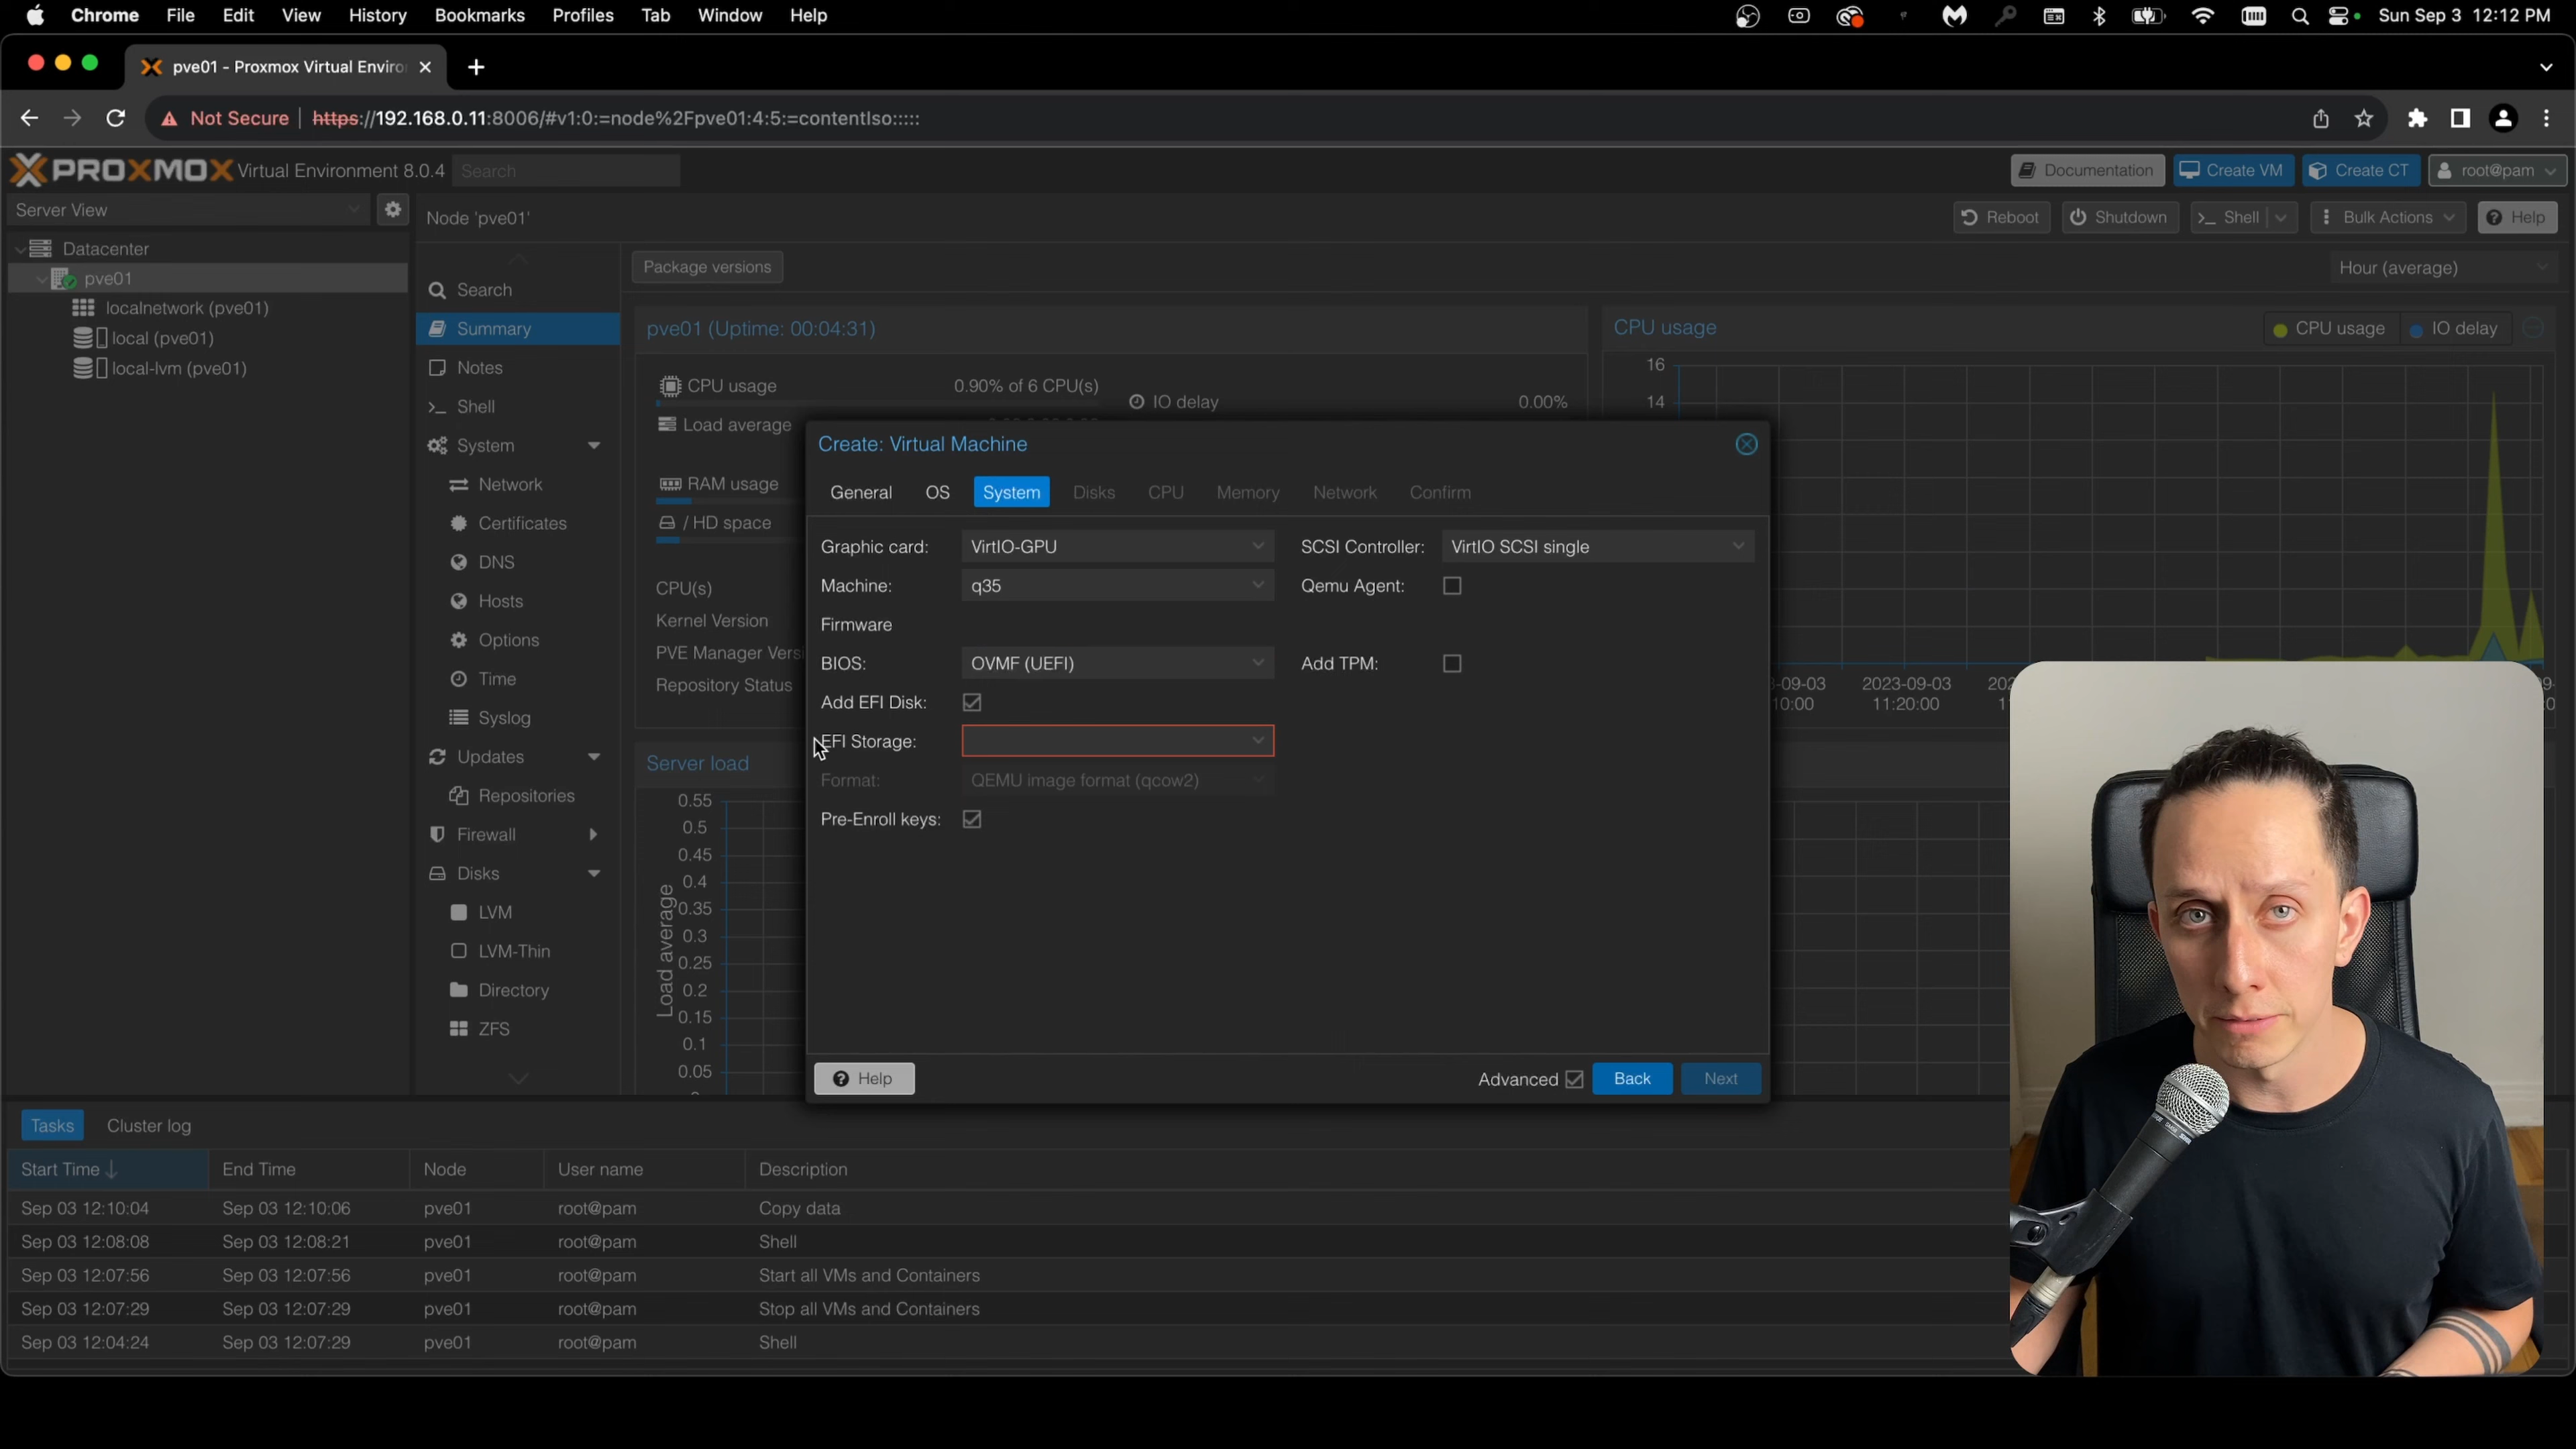 Chrome File Edit View History Bookmarks Profiles Tab Window Help Sun Sep 3 12:12 PM
pve01 - Proxmox Virtual Enviro
Not Secure https://192.168.0.11:8006/#v1:0:=node%2Fpve01:4:5:=contentIso:::::
PROXMOX Virtual Environment 8.0.4 Search Documentation Create VM Create CT root@pam
Server View
Node 'pve01' Reboot Shutdown Shell Bulk Actions Help
Datacenter
pve01
localnetwork (pve01)
local (pve01)
local-lvm (pve01)
Search
Summary
Notes
Shell
System
Network
Certificates
DNS
Hosts
Options
Time
Syslog
Updates
Repositories
Firewall
Disks
LVM
LVM-Thin
Directory
ZFS
Package versions Hour (average)
pve01 (Uptime: 00:04:31)
CPU usage 0.90% of 6 CPU(s)
IO delay 0.00%
Load average
RAM usage
/ HD space
CPU(s)
Kernel Version
PVE Manager Versi
Repository Status
CPU usage
CPU usage IO delay
16
14
-09-03
10:00
2023-09-03
11:20:00
Server load
Load average
0.55
0.5
0.45
0.4
0.35
0.3
0.25
0.2
0.15
0.1
0.05
Create: Virtual Machine
General OS System Disks CPU Memory Network Confirm
Graphic card: VirtIO-GPU SCSI Controller: VirtIO SCSI single
Machine: q35 Qemu Agent:
Firmware
BIOS: OVMF (UEFI) Add TPM:
Add EFI Disk:
EFI Storage:
Format: QEMU image format (qcow2)
Pre-Enroll keys:
Help Advanced Back Next
Tasks Cluster log
Start Time End Time Node User name Description
Sep 03 12:10:04 Sep 03 12:10:06 pve01 root@pam Copy data
Sep 03 12:08:08 Sep 03 12:08:21 pve01 root@pam Shell
Sep 03 12:07:56 Sep 03 12:07:56 pve01 root@pam Start all VMs and Containers
Sep 03 12:07:29 Sep 03 12:07:29 pve01 root@pam Stop all VMs and Containers
Sep 03 12:04:24 Sep 03 12:07:29 pve01 root@pam Shell